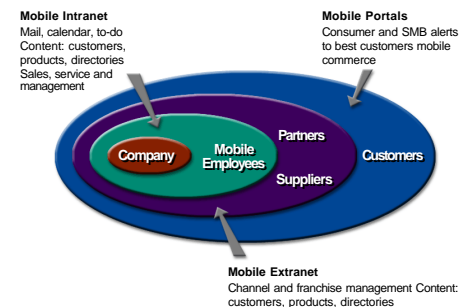 Mobile Intranet
Mail, calendar, to-do
Content: customers,
products, directories
Sales, service and
management
Mobile Portals
Consumer and SMB alerts
to best customers mobile
commerce
Company
Mobile
Employees
Partners
Suppliers
Customers
Mobile Extranet
Channel and franchise management Content:
customers, products, directories